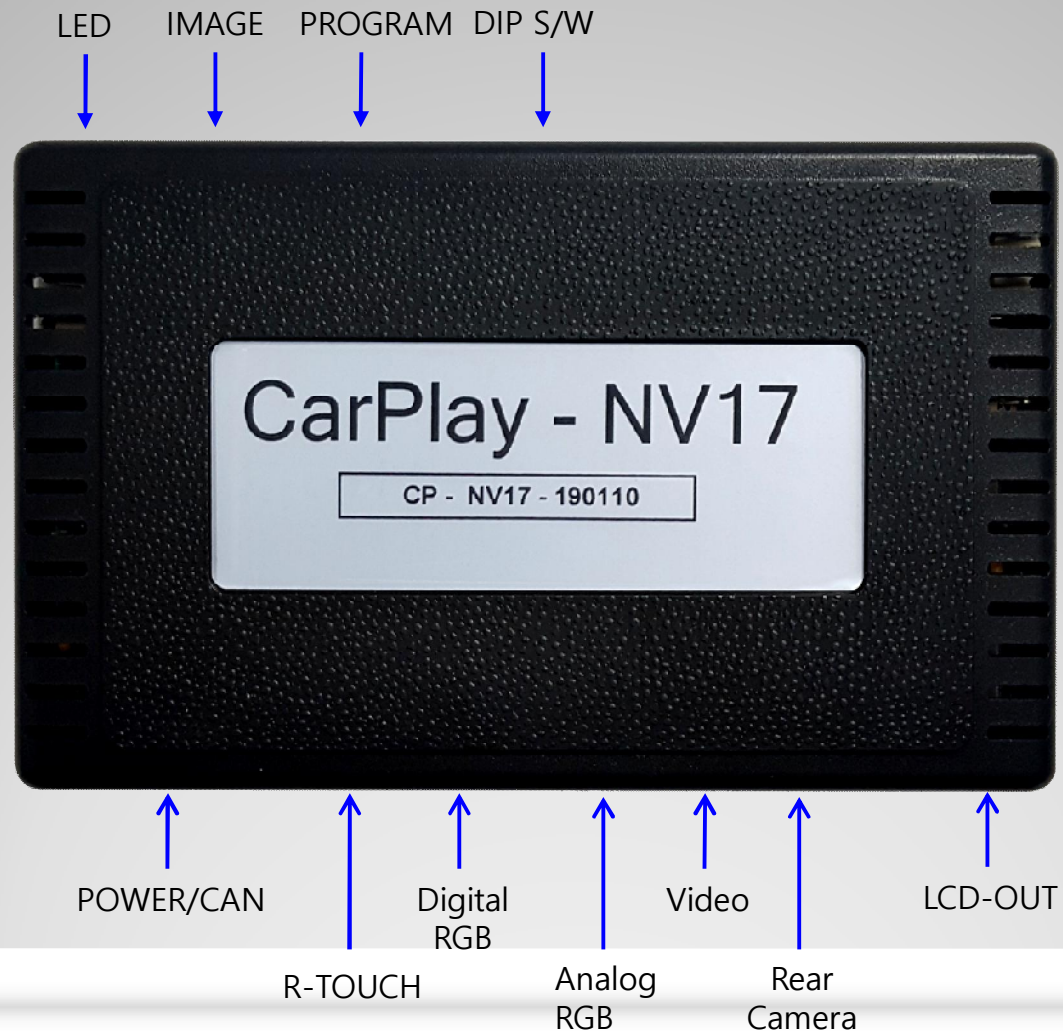 LED IMAGE PROGRAM DIP S/W
CarPlay - NV17
CP - NV17 - 190110
POWER/CAN Digital Video LCD-OUT
RGB
R-TOUCH Analog Rear
RGB Camera